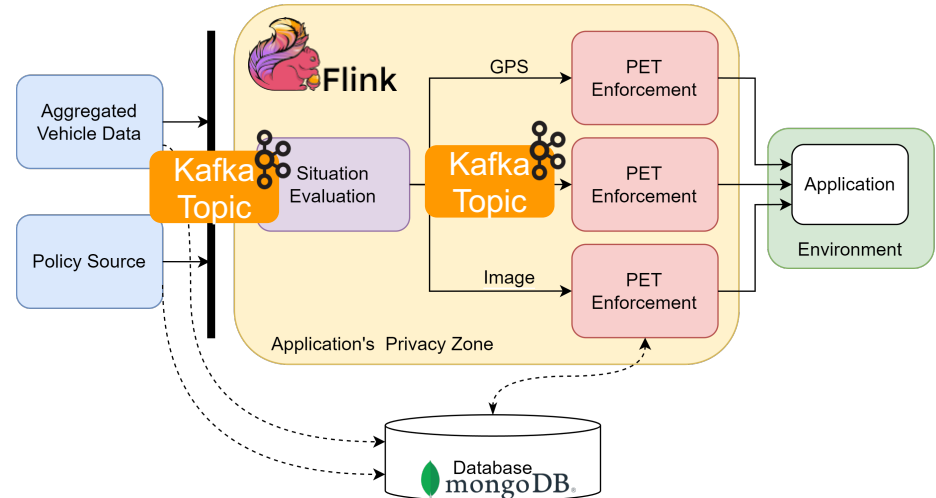 Flink
GPS
PET
Enforcement
Aggregated
Vehicle Data
Kafka
Topic
Situation
Evaluation
Kafka
Topic
PET
Enforcement
Application
Policy Source
Image
PET
Enforcement
Environment
Application's Privacy Zone
Database
mongoDB®